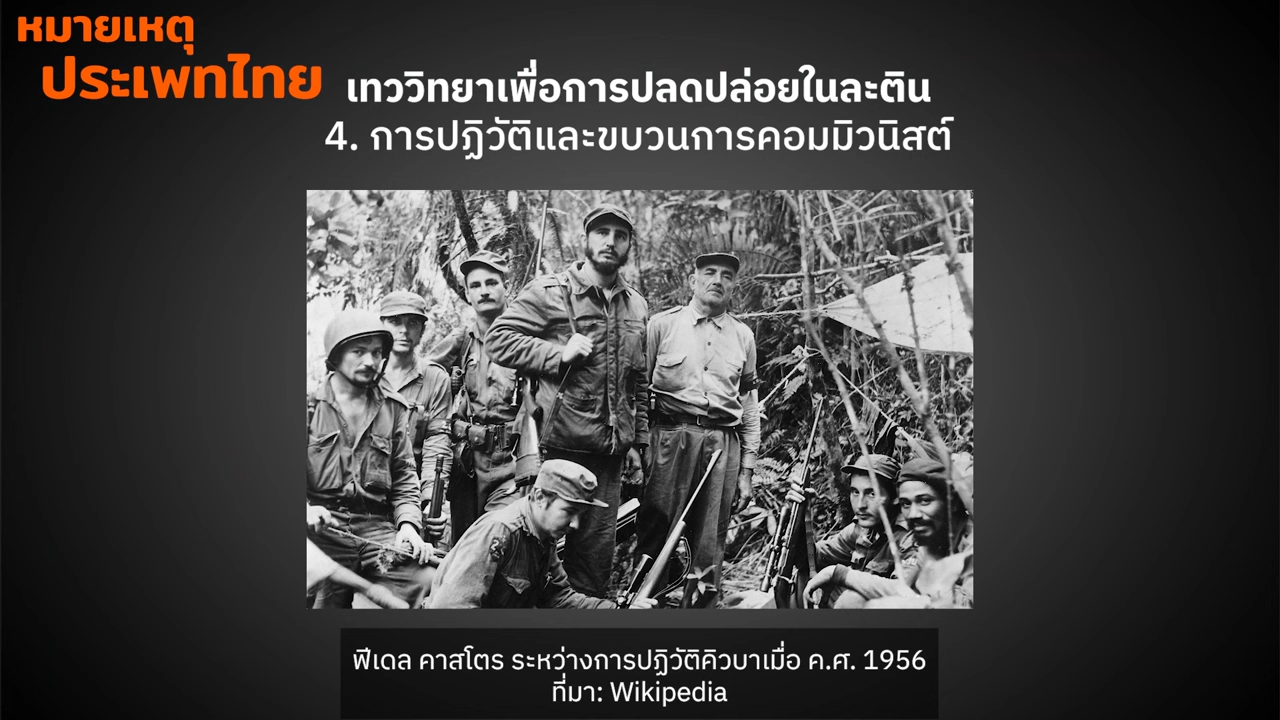 หมายเหตุ
ประเพทไทย
เทววิทยาเพื่อการปลดปล่อยในละติน
4. การปฏิวัติและขบวนการคอมมิวนิสต์
ฟิเดล คาสโตร ระหว่างการปฏิวัติคิวบาเมื่อ ค.ศ. 1956
ที่มา: Wikipedia